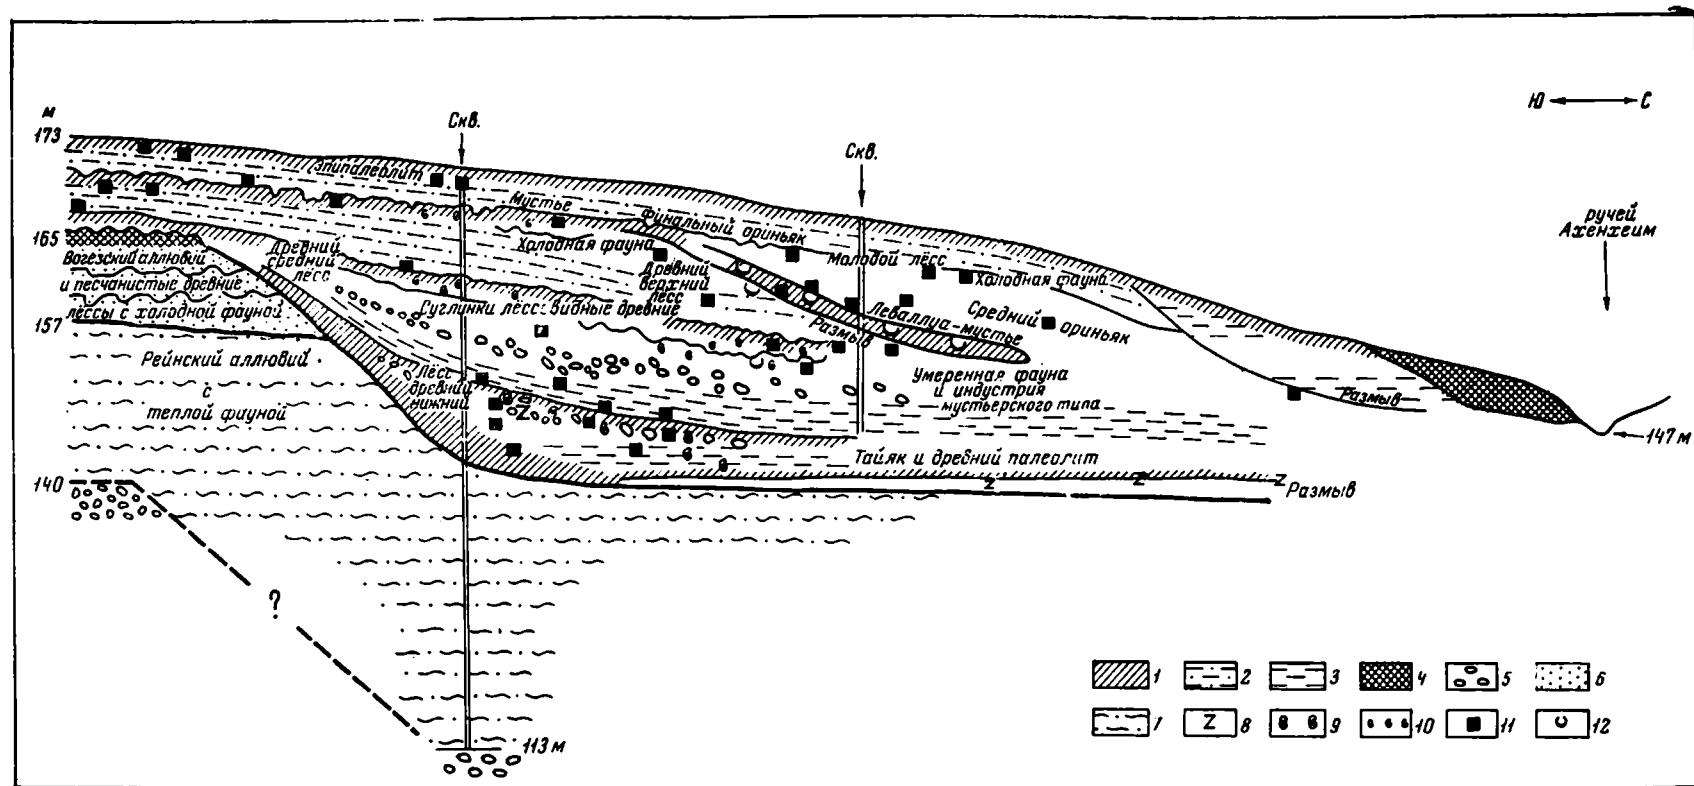 Ю С
м
173
Скв.
Скв.
Эпипалеолит
Мустье
Финальный ориньяк
ручей
Ахенхеим
165
Вогезский аллювий
и песчанистые древние
лёссы с холодной фауной
157
Древний
средний
лёсс
Холодная фауна
Древний
верхний
лёсс
Молодой лёсс
Холодная фауна
Средний ориньяк
Суглинки лёссовидные древние
Леваллуа-мустье
Размыв
Рейнский аллювий
с
теплой фауной
Лёсс
древний
нижний
Z
Умеренная фауна
и индустрия
мустьерского типа
Размыв
147 м
Тайяк и древний палеолит
140
Z
Z
Z
Размыв
?
113 м
1 2 3 4 5 6
7 Z 8 9 10 11 12